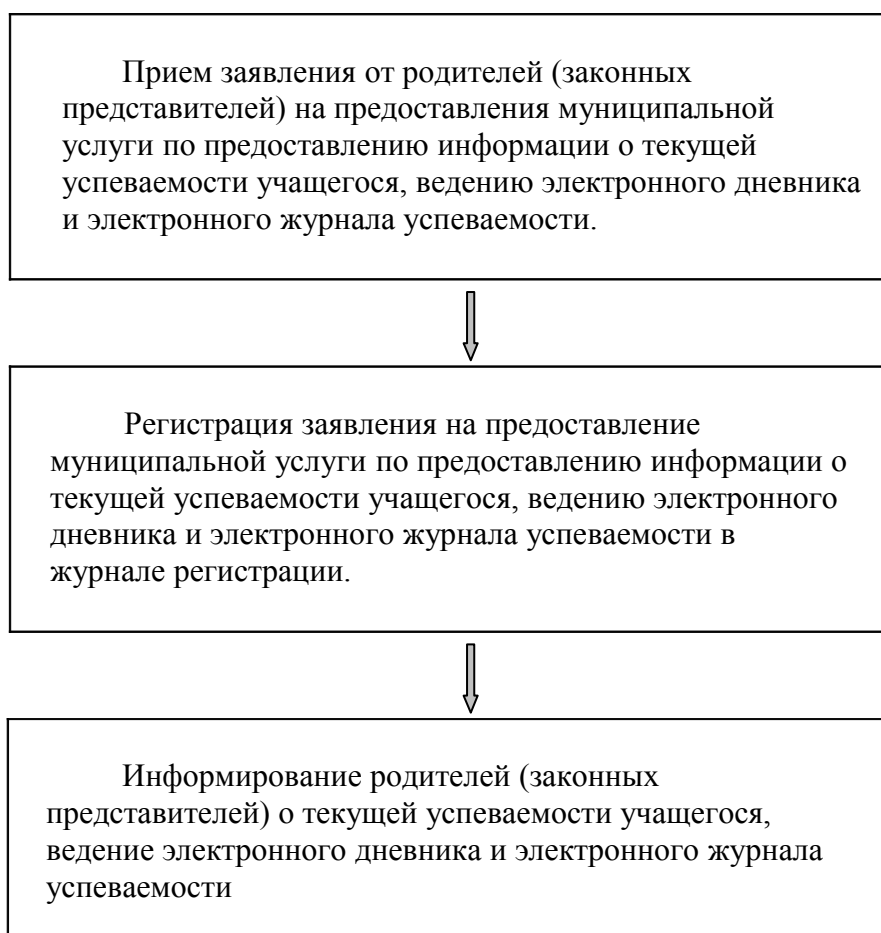 Прием заявления от родителей (законных
представителей) на предоставления муниципальной
услуги по предоставлению информации о текущей
успеваемости учащегося, ведению электронного дневника
и электронного журнала успеваемости.
Регистрация заявления на предоставление
муниципальной услуги по предоставлению информации о
текущей успеваемости учащегося, ведению электронного
дневника и электронного журнала успеваемости в
журнале регистрации.
Информирование родителей (законных
представителей) о текущей успеваемости учащегося,
ведение электронного дневника и электронного журнала
успеваемости